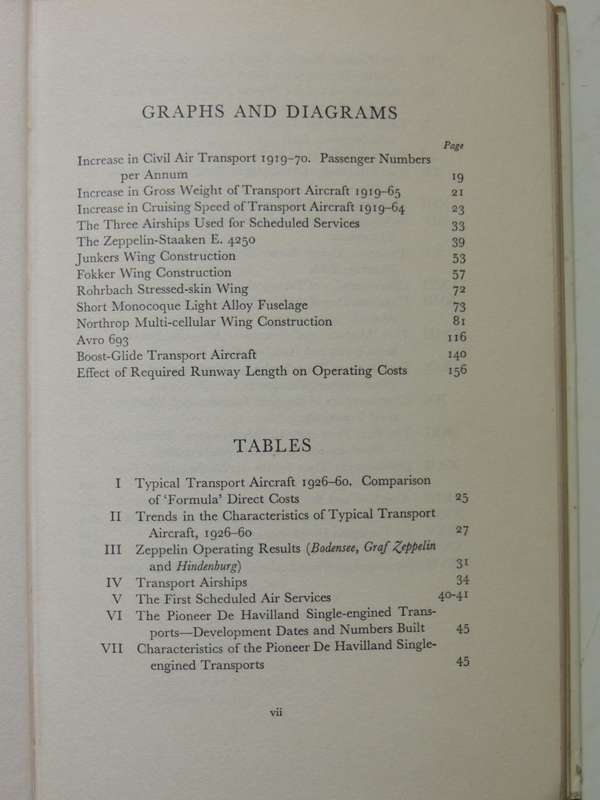 GRAPHS AND DIAGRAMS
Page
Increase in Civil Air Transport 1919–70. Passenger Numbers
per Annum 19
Increase in Gross Weight of Transport Aircraft 1919–65 21
Increase in Cruising Speed of Transport Aircraft 1919–64 23
The Three Airships Used for Scheduled Services 33
The Zeppelin-Staaken E. 4250 39
Junkers Wing Construction 53
Fokker Wing Construction 57
Rohrbach Stressed-skin Wing 72
Short Monocoque Light Alloy Fuselage 73
Northrop Multi-cellular Wing Construction 81
Avro 693 116
Boost-Glide Transport Aircraft 140
Effect of Required Runway Length on Operating Costs 156
TABLES
I Typical Transport Aircraft 1926–60. Comparison
of ‘Formula’ Direct Costs 25
II Trends in the Characteristics of Typical Transport
Aircraft, 1926–60 27
III Zeppelin Operating Results (Bodensee, Graf Zeppelin
and Hindenburg) 31
IV Transport Airships 34
V The First Scheduled Air Services 40–41
VI The Pioneer De Havilland Single-engined Trans-
ports—Development Dates and Numbers Built 45
VII Characteristics of the Pioneer De Havilland Single-
engined Transports 45
vii